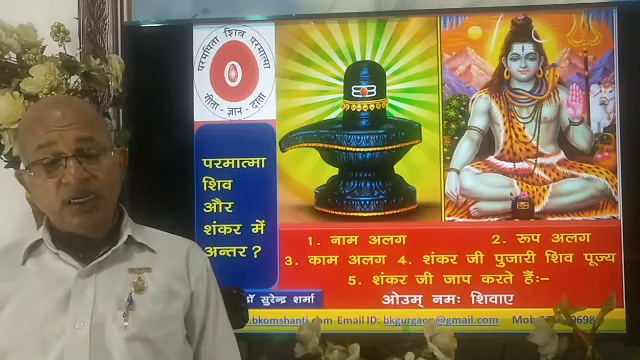 परमपिता शिव परमात्मा
गीता-ज्ञान-दाता
परमात्मा
शिव
और
शंकर में
अन्तर ?
1. नाम अलग 2. रूप अलग
3. काम अलग 4. शंकर जी पुजारी शिव पूज्य
5. शंकर जी जाप करते हैं:-
डॉ सुरेन्द्र शर्मा ओउम् नमः शिवाए
.bkomshanti.com Email ID: bkgurgaon@gmail.com Mob: